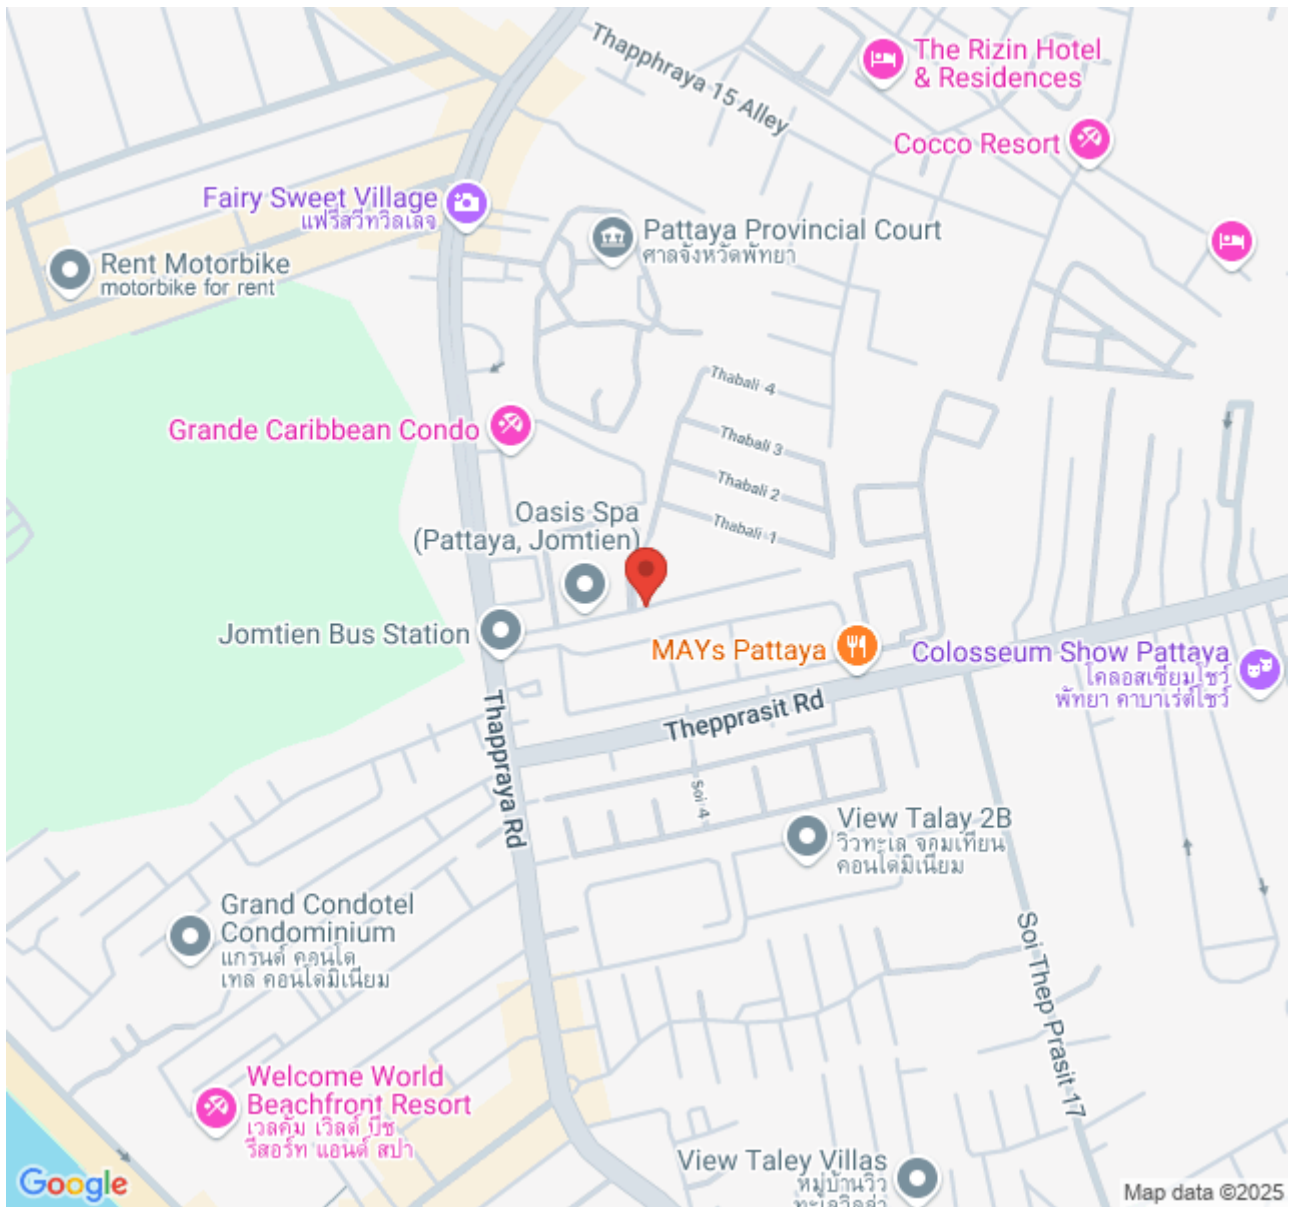 Thapphraya 15 Alley
The Rizin Hotel
& Residences
Cocco Resort
Fairy Sweet Village
แฟรีสวีทวิลเลจ
Pattaya Provincial Court
ศาลจังหวัดพัทยา
Rent Motorbike
motorbike for rent
Thabali 4
Grande Caribbean Condo
Thabali 3
Thabali 2
Oasis Spa
(Pattaya, Jomtien)
Thabali 1
Jomtien Bus Station
MAYs Pattaya
Colosseum Show Pattaya
โคลอสเซียมโชว์
พัทยา คาบาเร่ต์โชว์
Thepprasit Rd
Thappraya Rd
Soi 4
View Talay 2B
วิวทะเล จอมเทียน
คอนโดมิเนียม
Grand Condotel
Condominium
แกรนด์ คอนโด
เทล คอนโดมิเนียม
Soi Thep Prasit 17
Welcome World
Beachfront Resort
เวลคัม เวิลด์ บีช
รีสอร์ท แอนด์ สปา
View Taley Villas
หมู่บ้านวิว
ทะเลวิลล่า
Google
Map data ©2025